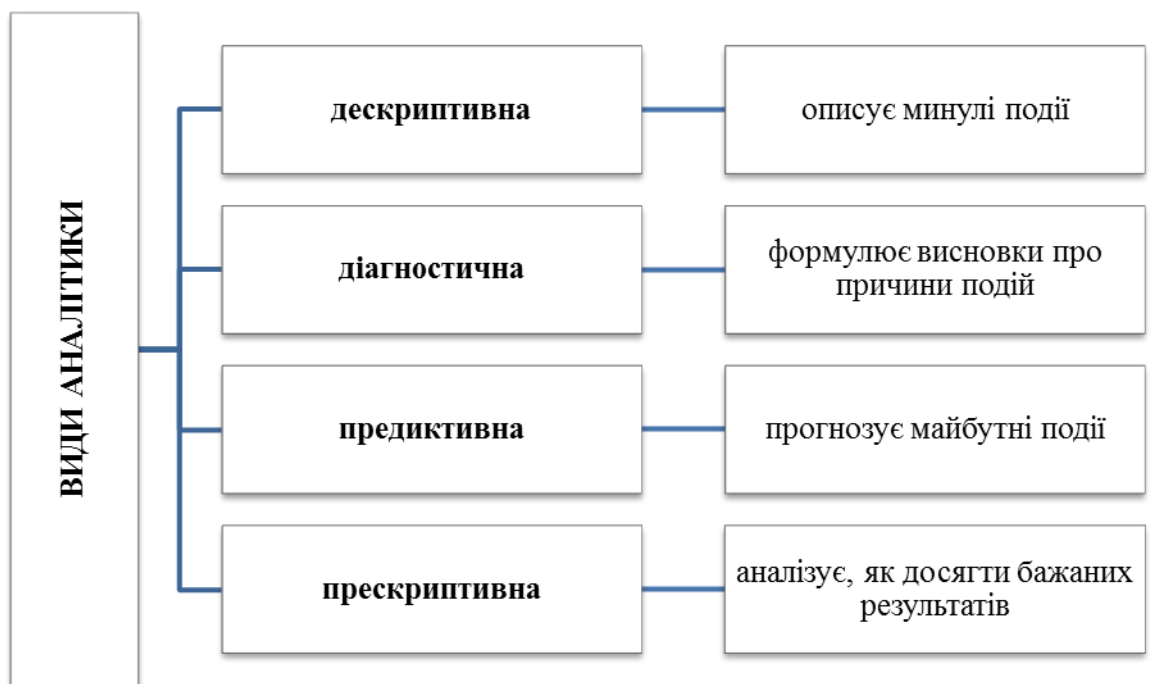 ВИДИ АНАЛІТИКИ
дескриптивна
описує минулі події
діагностична
формулює висновки про
причини подій
предиктивна
прогнозує майбутні події
прескриптивна
аналізує, як досягти бажаних
результатів